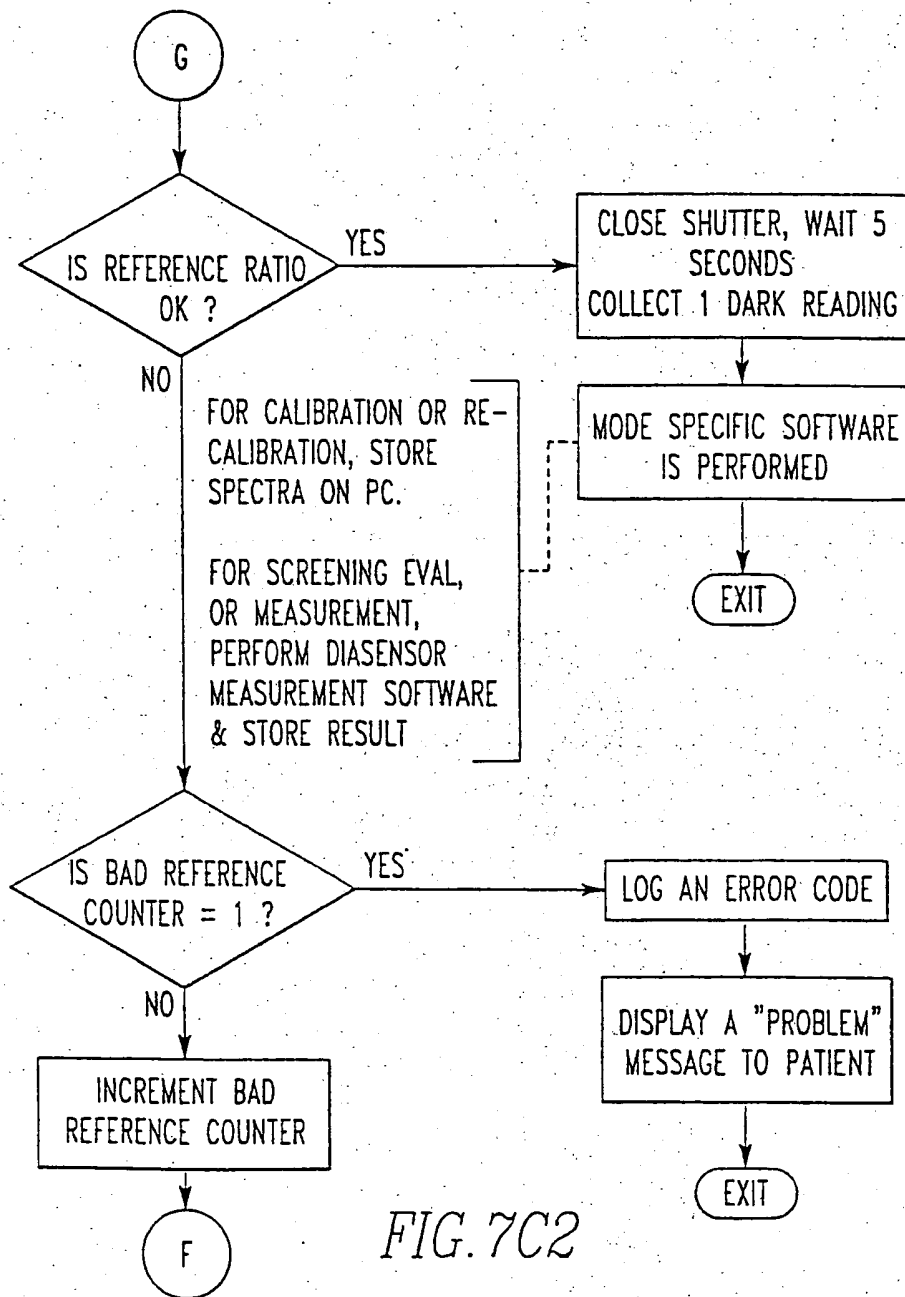 G
IS REFERENCE RATIO
OK ?
YES
CLOSE SHUTTER, WAIT 5
SECONDS
COLLECT 1 DARK READING
NO
FOR CALIBRATION OR RE-
CALIBRATION, STORE
SPECTRA ON PC.
FOR SCREENING EVAL,
OR MEASUREMENT,
PERFORM DIASENSOR
MEASUREMENT SOFTWARE
& STORE RESULT
MODE SPECIFIC SOFTWARE
IS PERFORMED
EXIT
IS BAD REFERENCE
COUNTER = 1 ?
YES
LOG AN ERROR CODE
NO
DISPLAY A "PROBLEM"
MESSAGE TO PATIENT
INCREMENT BAD
REFERENCE COUNTER
EXIT
F
FIG. 7C2